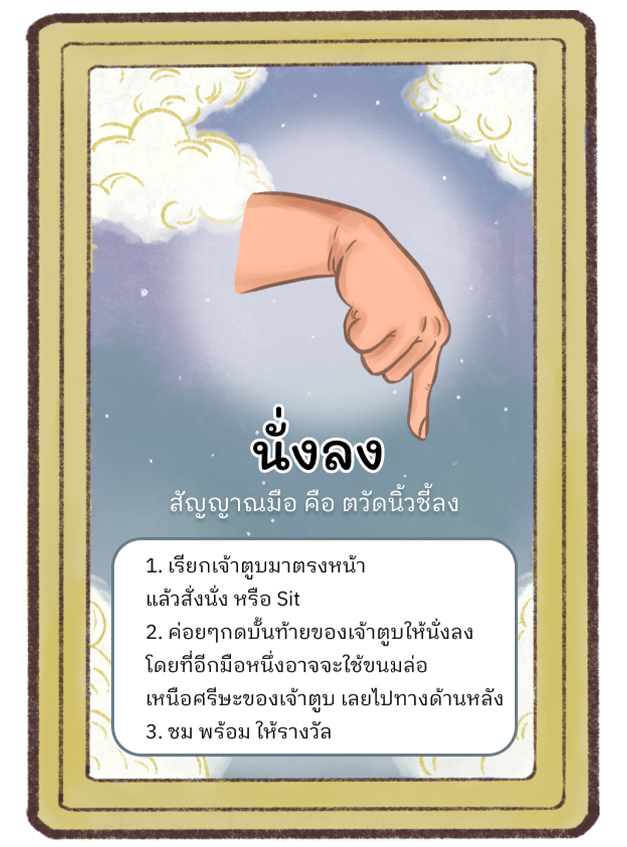 นั่งลง
สัญญาณมือ คือ ตวัดนิ้วชี้ลง
1. เรียกเจ้าตูบมาตรงหน้า
แล้วสั่งนั่ง หรือ Sit
2. ค่อยๆกดบั้นท้ายของเจ้าตูบให้นั่งลง
โดยที่อีกมือหนึ่งอาจจะใช้ขนมล่อ
เหนือศรีษะของเจ้าตูบ เลยไปทางด้านหลัง
3. ชม พร้อม ให้รางวัล